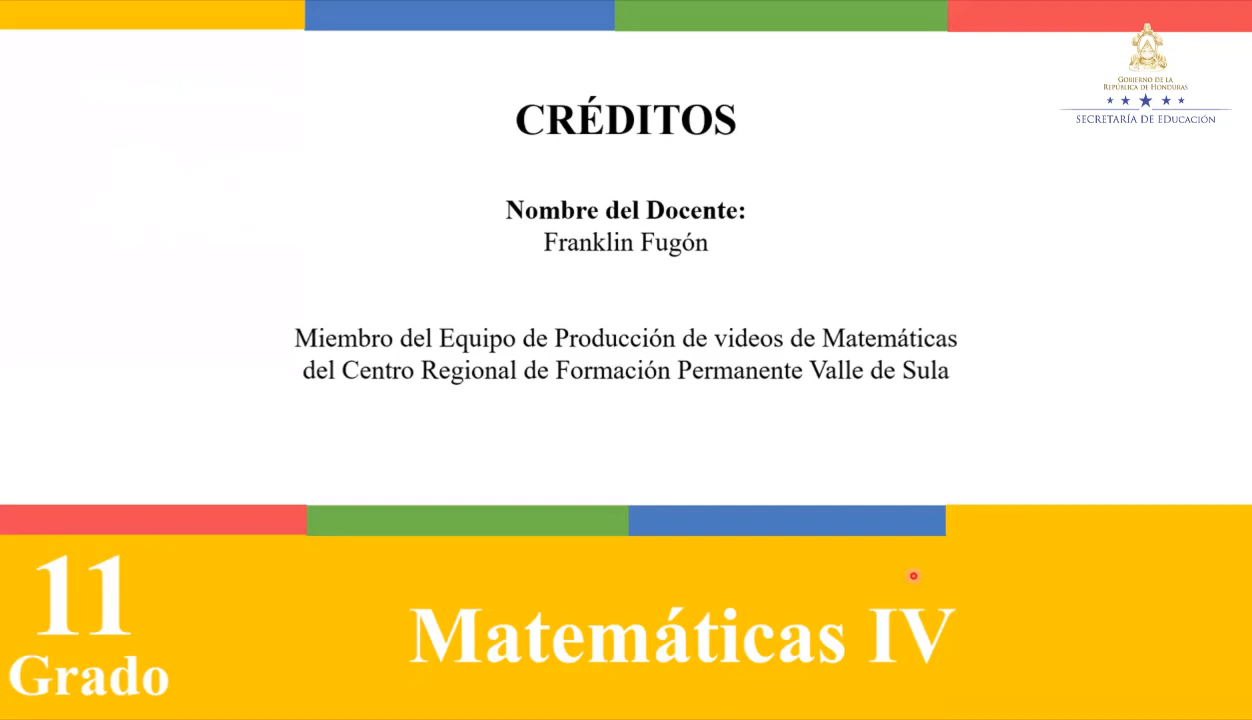 GOBIERNO DE LA
REPÚBLICA DE HONDURAS
SECRETARÍA DE EDUCACIÓN
CRÉDITOS
Nombre del Docente:
Franklin Fugón
Miembro del Equipo de Producción de videos de Matemáticas
del Centro Regional de Formación Permanente Valle de Sula
11
Grado
Matemáticas IV